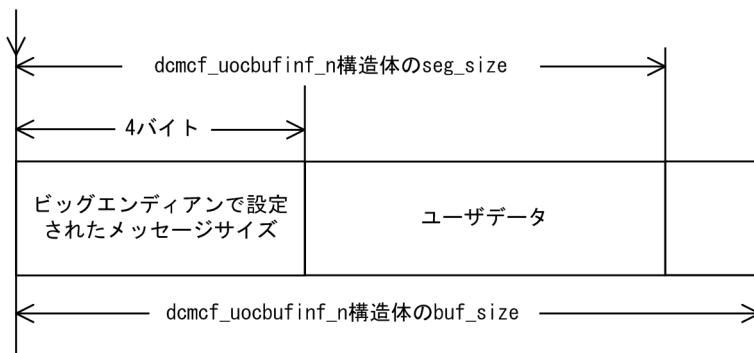 dcmcf_uocbufinf_n構造体のseg_size
4バイト
ビッグエンディアンで設定
されたメッセージサイズ
ユーザデータ
dcmcf_uocbufinf_n構造体のbuf_size